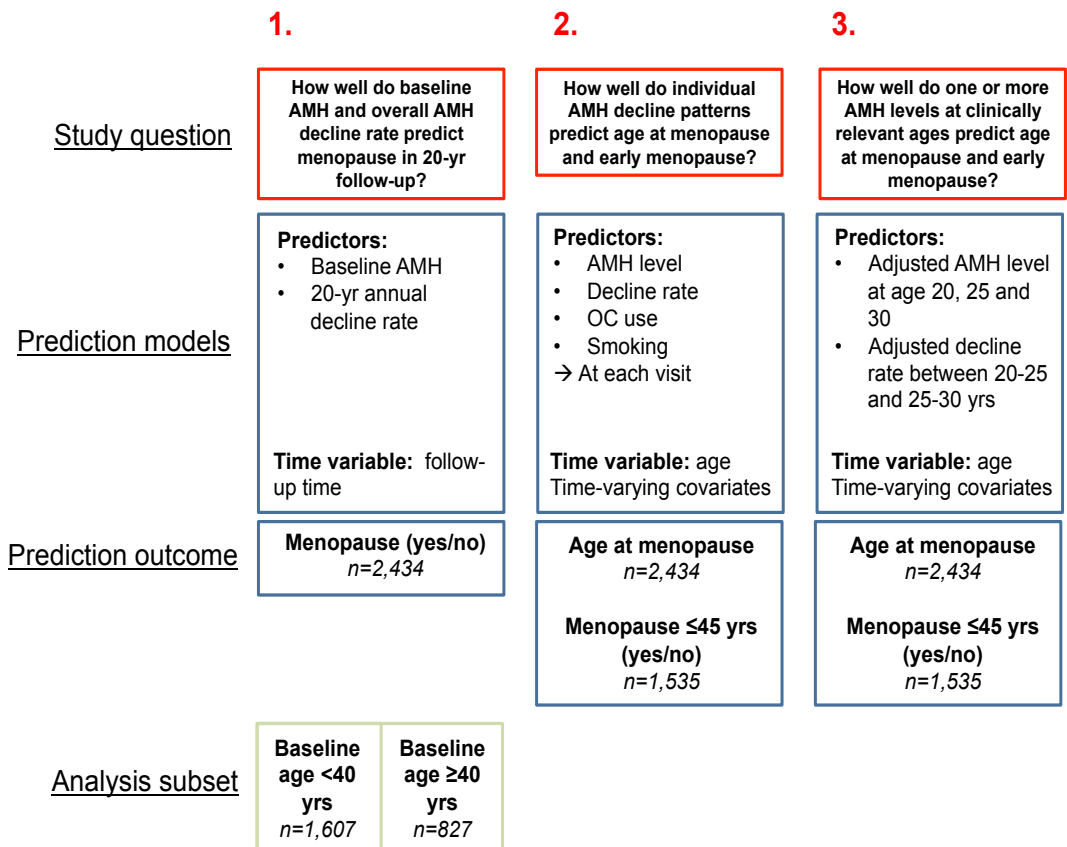 1.
2.
3.
Study question
How well do baseline
AMH and overall AMH
decline rate predict
menopause in 20-yr
follow-up?
How well do individual
AMH decline patterns
predict age at menopause
and early menopause?
How well do one or more
AMH levels at clinically
relevant ages predict age
at menopause and early
menopause?
Prediction models
Predictors:
• Baseline AMH
• 20-yr annual
decline rate
Time variable: follow-
up time
Predictors:
• AMH level
• Decline rate
• OC use
• Smoking
→ At each visit
Time variable: age
Time-varying covariates
Predictors:
• Adjusted AMH level
at age 20, 25 and
30
• Adjusted decline
rate between 20-25
and 25-30 yrs
Time variable: age
Time-varying covariates
Prediction outcome
Menopause (yes/no)
n=2,434
Age at menopause
n=2,434
Menopause ≤45 yrs
(yes/no)
n=1,535
Age at menopause
n=2,434
Menopause ≤45 yrs
(yes/no)
n=1,535
Analysis subset
Baseline
age <40
yrs
n=1,607
Baseline
age ≥40
yrs
n=827